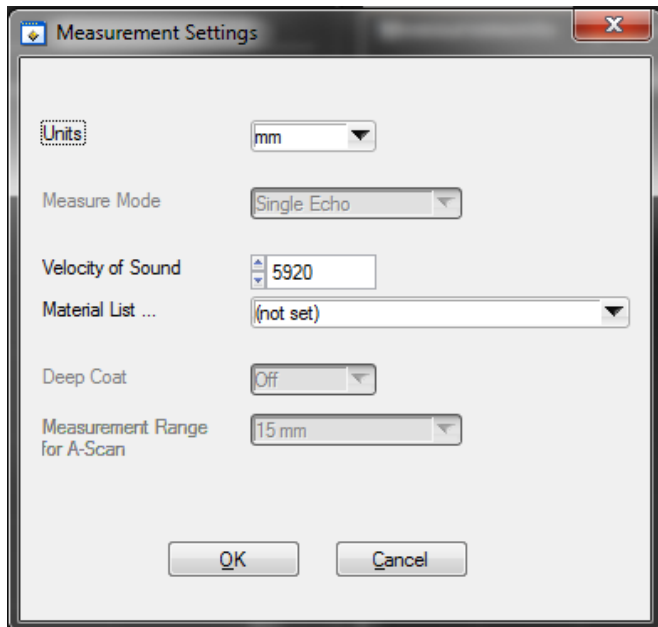 Measurement Settings
Units
mm
Measure Mode
Single Echo
Velocity of Sound
5920
Material List ...
(not set)
Deep Coat
Off
Measurement Range
for A-Scan
15 mm
OK
Cancel